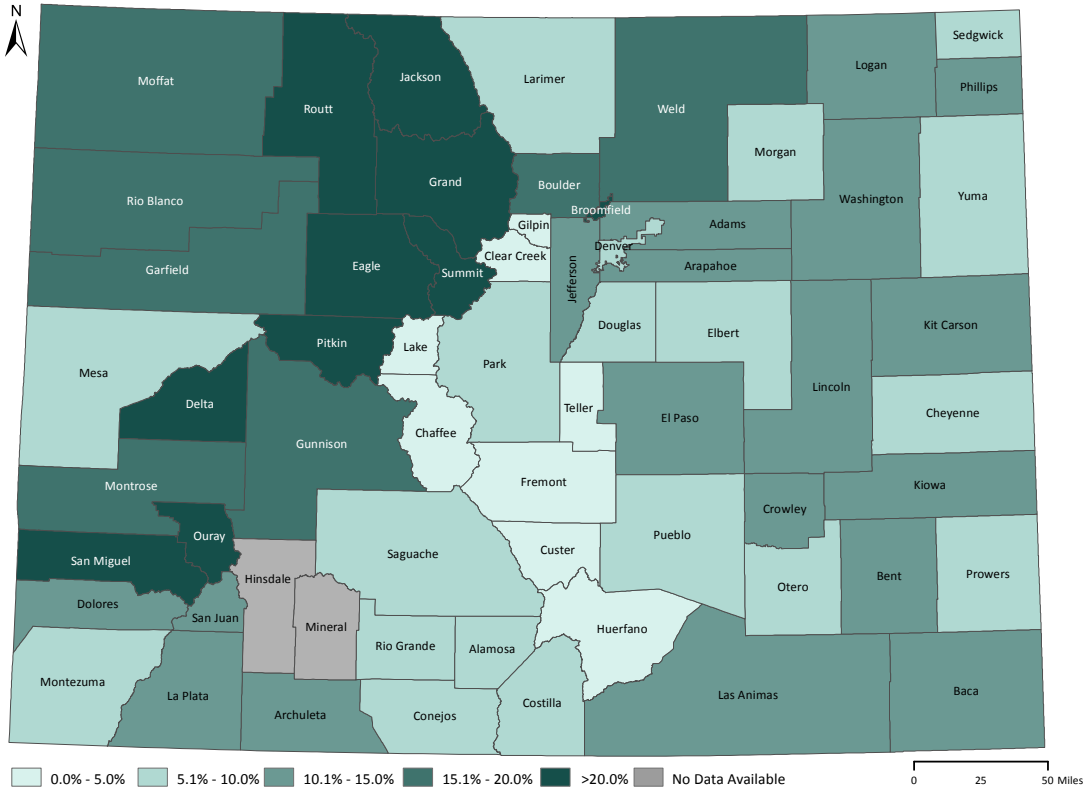 N
Sedgwick
Moffat
Jackson
Larimer
Logan
Phillips
Routt
Weld
Morgan
Grand
Boulder
Rio Blanco
Washington
Yuma
Broomfield
Gilpin
Adams
Denver
Clear Creek
Garfield
Eagle
Summit
Jefferson
Arapahoe
Douglas
Elbert
Kit Carson
Pitkin
Lake
Mesa
Park
Lincoln
Delta
Teller
El Paso
Cheyenne
Gunnison
Chaffee
Montrose
Fremont
Kiowa
Crowley
Ouray
Pueblo
San Miguel
Saguache
Custer
Hinsdale
Otero
Bent
Prowers
Dolores
San Juan
Mineral
Huerfano
Rio Grande
Alamosa
Montezuma
La Plata
Las Animas
Baca
Archuleta
Conejos
Costilla
0.0% - 5.0% 5.1% - 10.0% 10.1% - 15.0% 15.1% - 20.0% >20.0% No Data Available
0 25 50 Miles